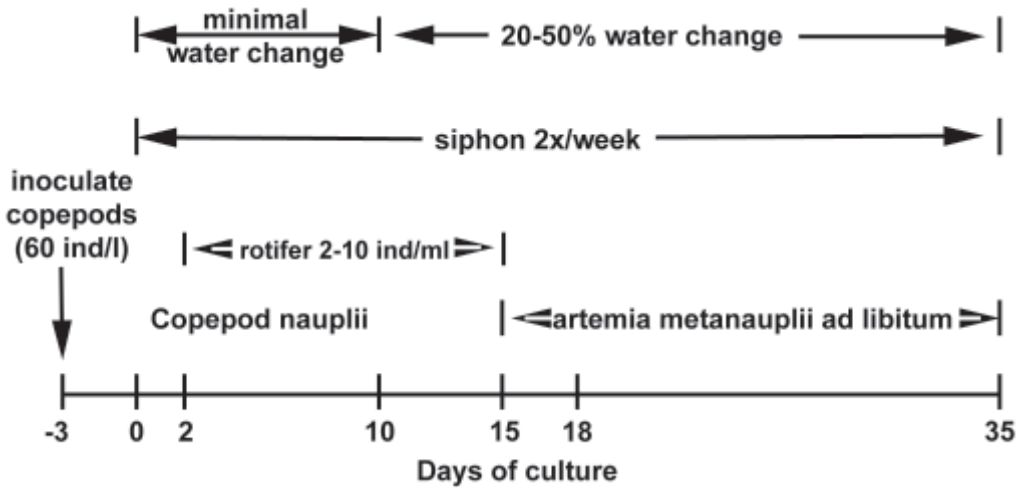 minimal
water change
20-50% water change
siphon 2x/week
inoculate
copepods
(60 ind/l)
rotifer 2-10 ind/ml
Copepod nauplii
artemia metanauplii ad libitum
-3 0 2 10 15 18 35
Days of culture